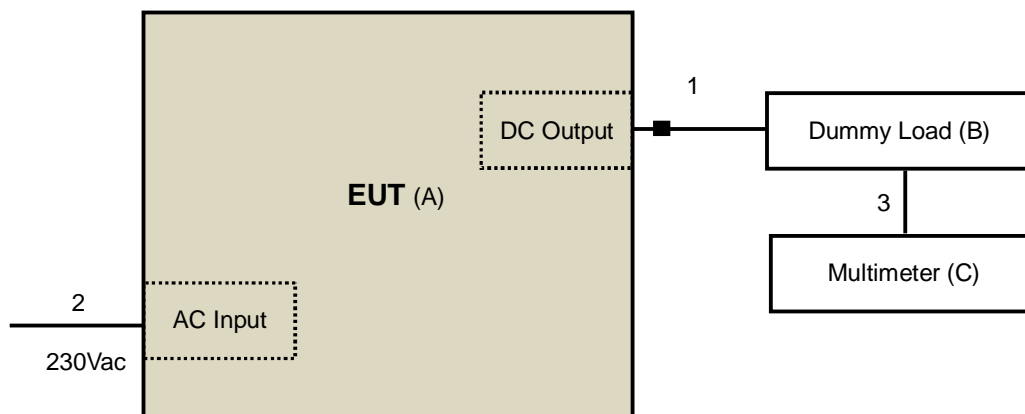 1
DC Output
Dummy Load (B)
EUT (A)
3
Multimeter (C)
2
AC Input
230Vac